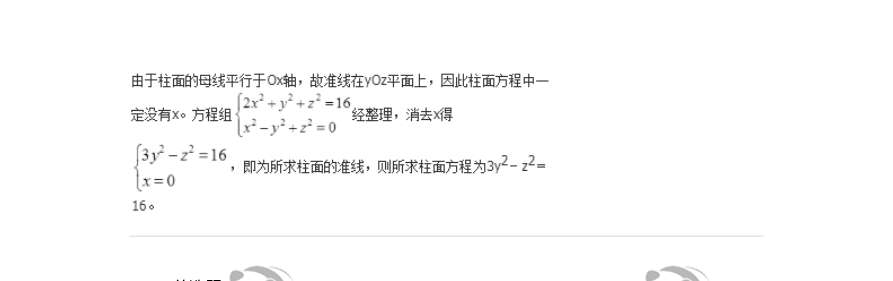 由于柱面的母线平行于Ox轴，故准线在yOz平面上，因此柱面方程中一
定没有x。方程组{2x²+y²+z²=16 x²−y²+z²=0 经整理，消去x得
{3y²−z²=16 x=0 ，即为所求柱面的准线，则所求柱面方程为3y²−z²=
16。